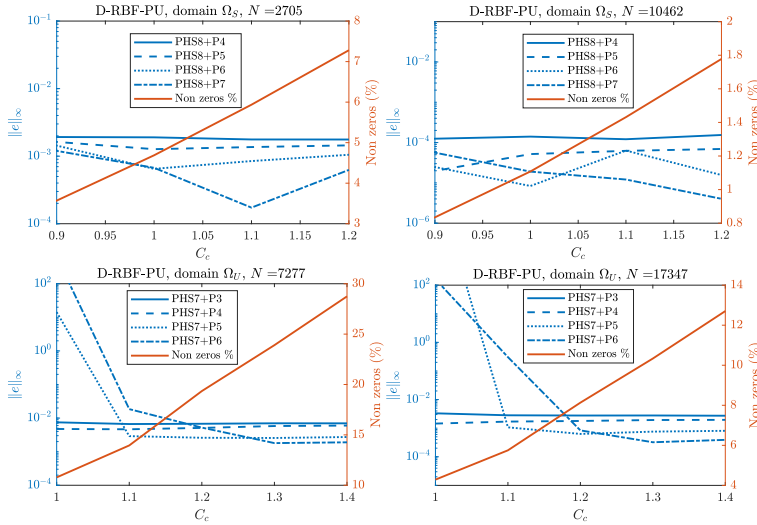 D-RBF-PU, domain Ω_S, N =2705
10^-1
10^-2
10^-3
10^-4
||e||_∞
PHS8+P4
PHS8+P5
PHS8+P6
PHS8+P7
Non zeros %
8
7
6
5
4
3
Non zeros (%)
0.9 0.95 1 1.05 1.1 1.15 1.2
C_c
D-RBF-PU, domain Ω_S, N =10462
10^-2
10^-4
10^-6
||e||_∞
PHS8+P4
PHS8+P5
PHS8+P6
PHS8+P7
Non zeros %
2
1.8
1.6
1.4
1.2
1
0.8
Non zeros (%)
0.9 0.95 1 1.05 1.1 1.15 1.2
C_c
D-RBF-PU, domain Ω_U, N =7277
10^2
10^0
10^-2
10^-4
||e||_∞
PHS7+P3
PHS7+P4
PHS7+P5
PHS7+P6
Non zeros %
30
25
20
15
10
Non zeros (%)
1 1.1 1.2 1.3 1.4
C_c
D-RBF-PU, domain Ω_U, N =17347
10^2
10^0
10^-2
10^-4
||e||_∞
PHS7+P3
PHS7+P4
PHS7+P5
PHS7+P6
Non zeros %
14
12
10
8
6
4
Non zeros (%)
1 1.1 1.2 1.3 1.4
C_c